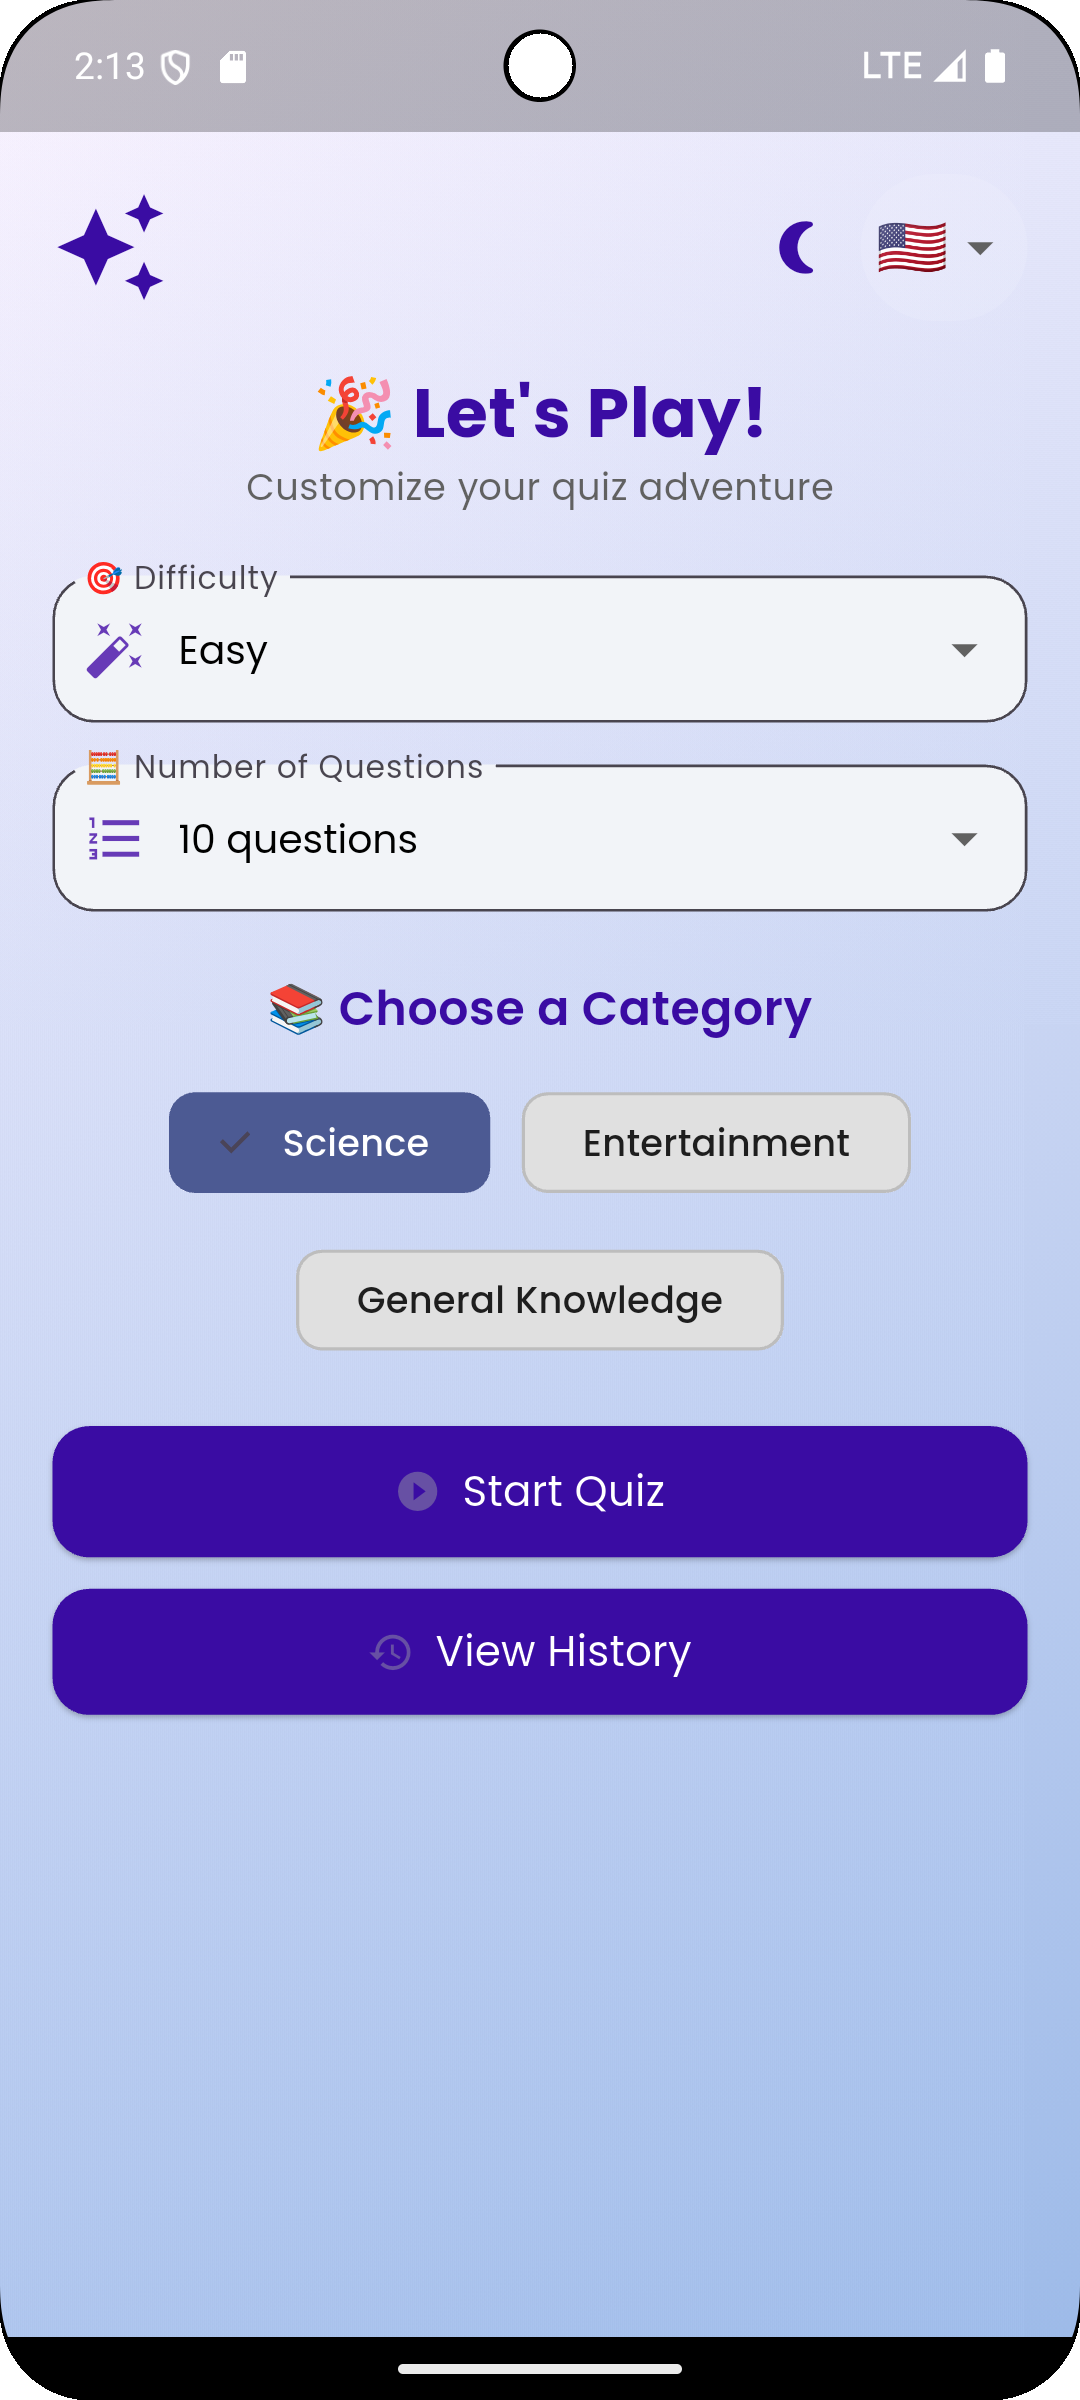 2:13
LTE
Let's Play!
Customize your quiz adventure
Difficulty
Easy
Number of Questions
10 questions
Choose a Category
Science
Entertainment
General Knowledge
Start Quiz
View History